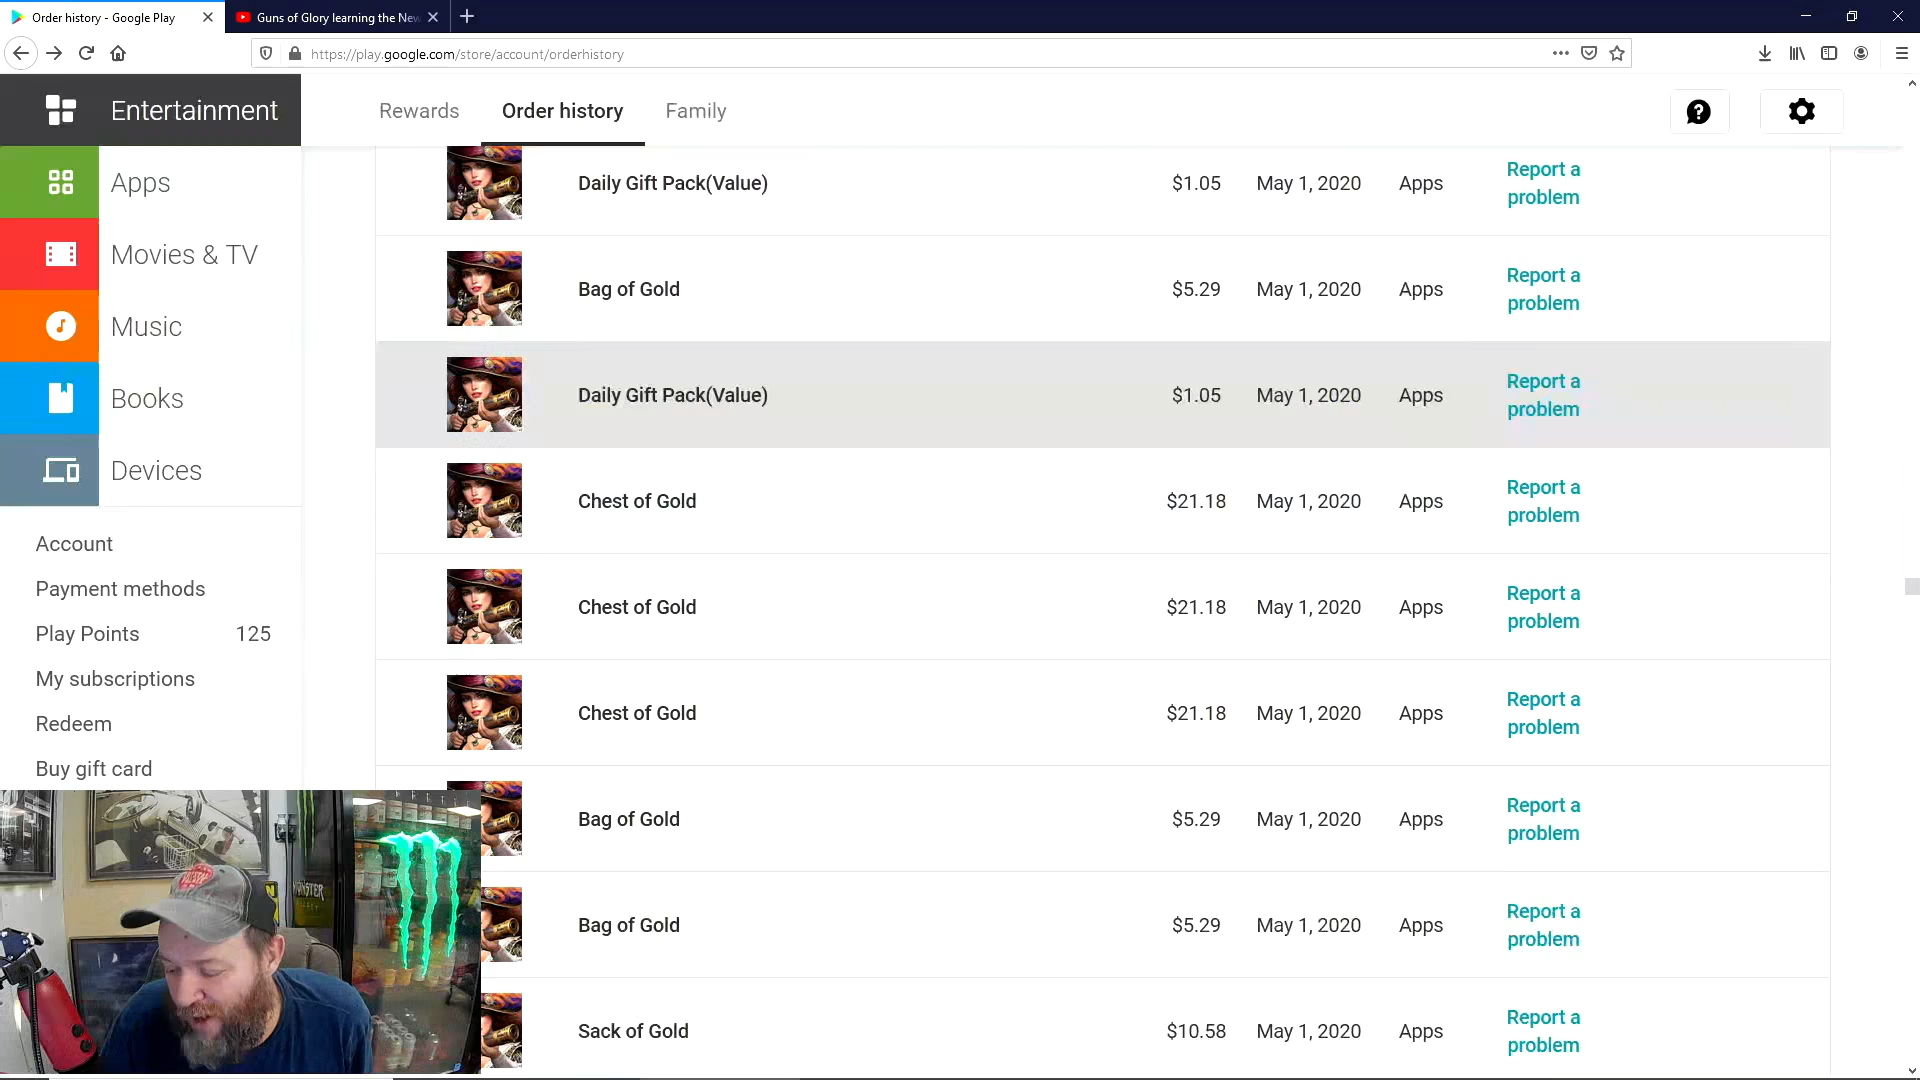 Order history - Google Play
Guns of Glory learning the New
https://play.google.com/store/account/orderhistory
Entertainment
Rewards
Order history
Family
Apps
Movies & TV
Music
Books
Devices
Account
Payment methods
Play Points 125
My subscriptions
Redeem
Buy gift card
Daily Gift Pack(Value) $1.05 May 1, 2020 Apps Report a
problem
Bag of Gold $5.29 May 1, 2020 Apps Report a
problem
Daily Gift Pack(Value) $1.05 May 1, 2020 Apps Report a
problem
Chest of Gold $21.18 May 1, 2020 Apps Report a
problem
Chest of Gold $21.18 May 1, 2020 Apps Report a
problem
Chest of Gold $21.18 May 1, 2020 Apps Report a
problem
Bag of Gold $5.29 May 1, 2020 Apps Report a
problem
Bag of Gold $5.29 May 1, 2020 Apps Report a
problem
Sack of Gold $10.58 May 1, 2020 Apps Report a
problem
MONSTER